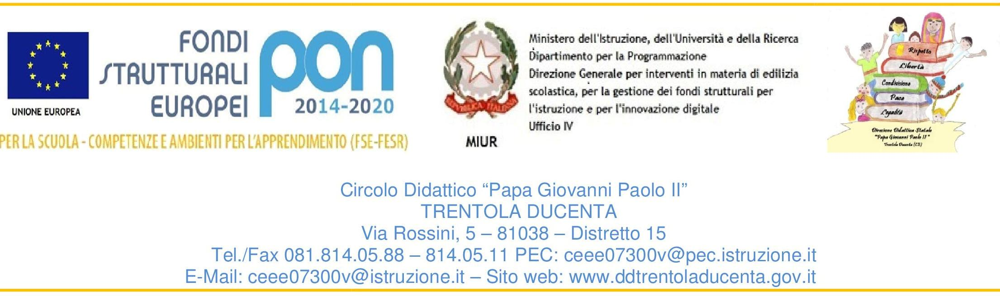 UNIONE EUROPEA
FONDI
STRUTTURALI
EUROPEI
pon
2014-2020
PER LA SCUOLA - COMPETENZE E AMBIENTI PER L'APPRENDIMENTO (FSE-FESR)
REPUBBLICA ITALIANA
MIUR
Ministero dell'Istruzione, dell'Università e della Ricerca
Dipartimento per la Programmazione
Direzione Generale per interventi in materia di edilizia
scolastica, per la gestione dei fondi strutturali per
l'istruzione e per l'innovazione digitale
Ufficio IV
Rispetto
Libertà
Condivisione
Pace
Legalità
Direzione Didattica Statale
"Papa Giovanni Paolo II"
Trentola Ducenta (CE)
Circolo Didattico “Papa Giovanni Paolo II”
TRENTOLA DUCENTA
Via Rossini, 5 – 81038 – Distretto 15
Tel./Fax 081.814.05.88 – 814.05.11 PEC: ceee07300v@pec.istruzione.it
E-Mail: ceee07300v@istruzione.it – Sito web: www.ddtrentoladucenta.gov.it